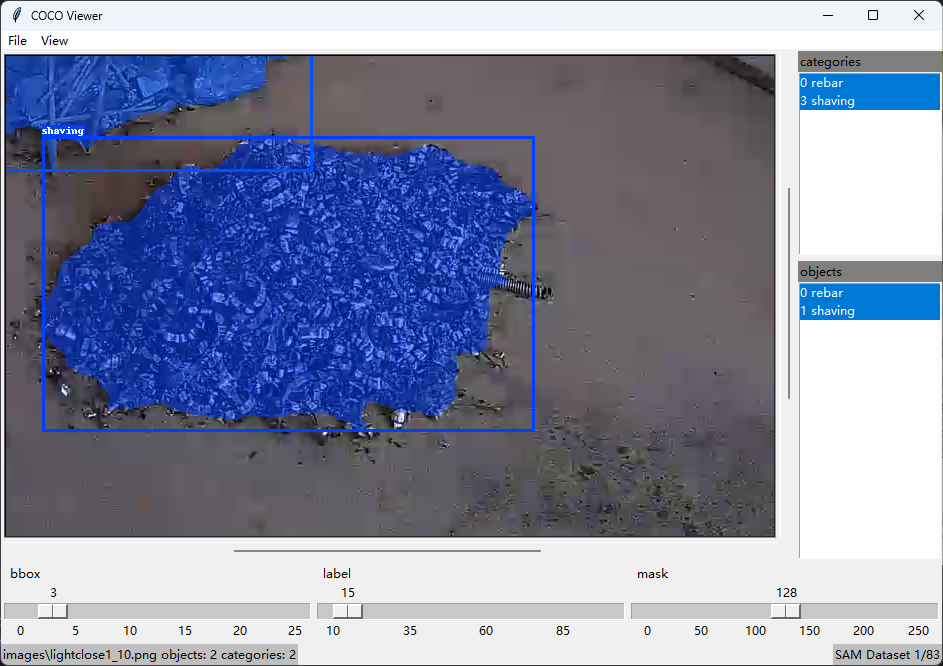 COCO Viewer
File View
categories
0 rebar
3 shaving
shaving
objects
0 rebar
1 shaving
bbox
3
0 5 10 15 20 25
label
15
10 35 60 85
mask
128
0 50 100 150 200 250
images\lightclose1_10.png objects: 2 categories: 2
SAM Dataset 1/83